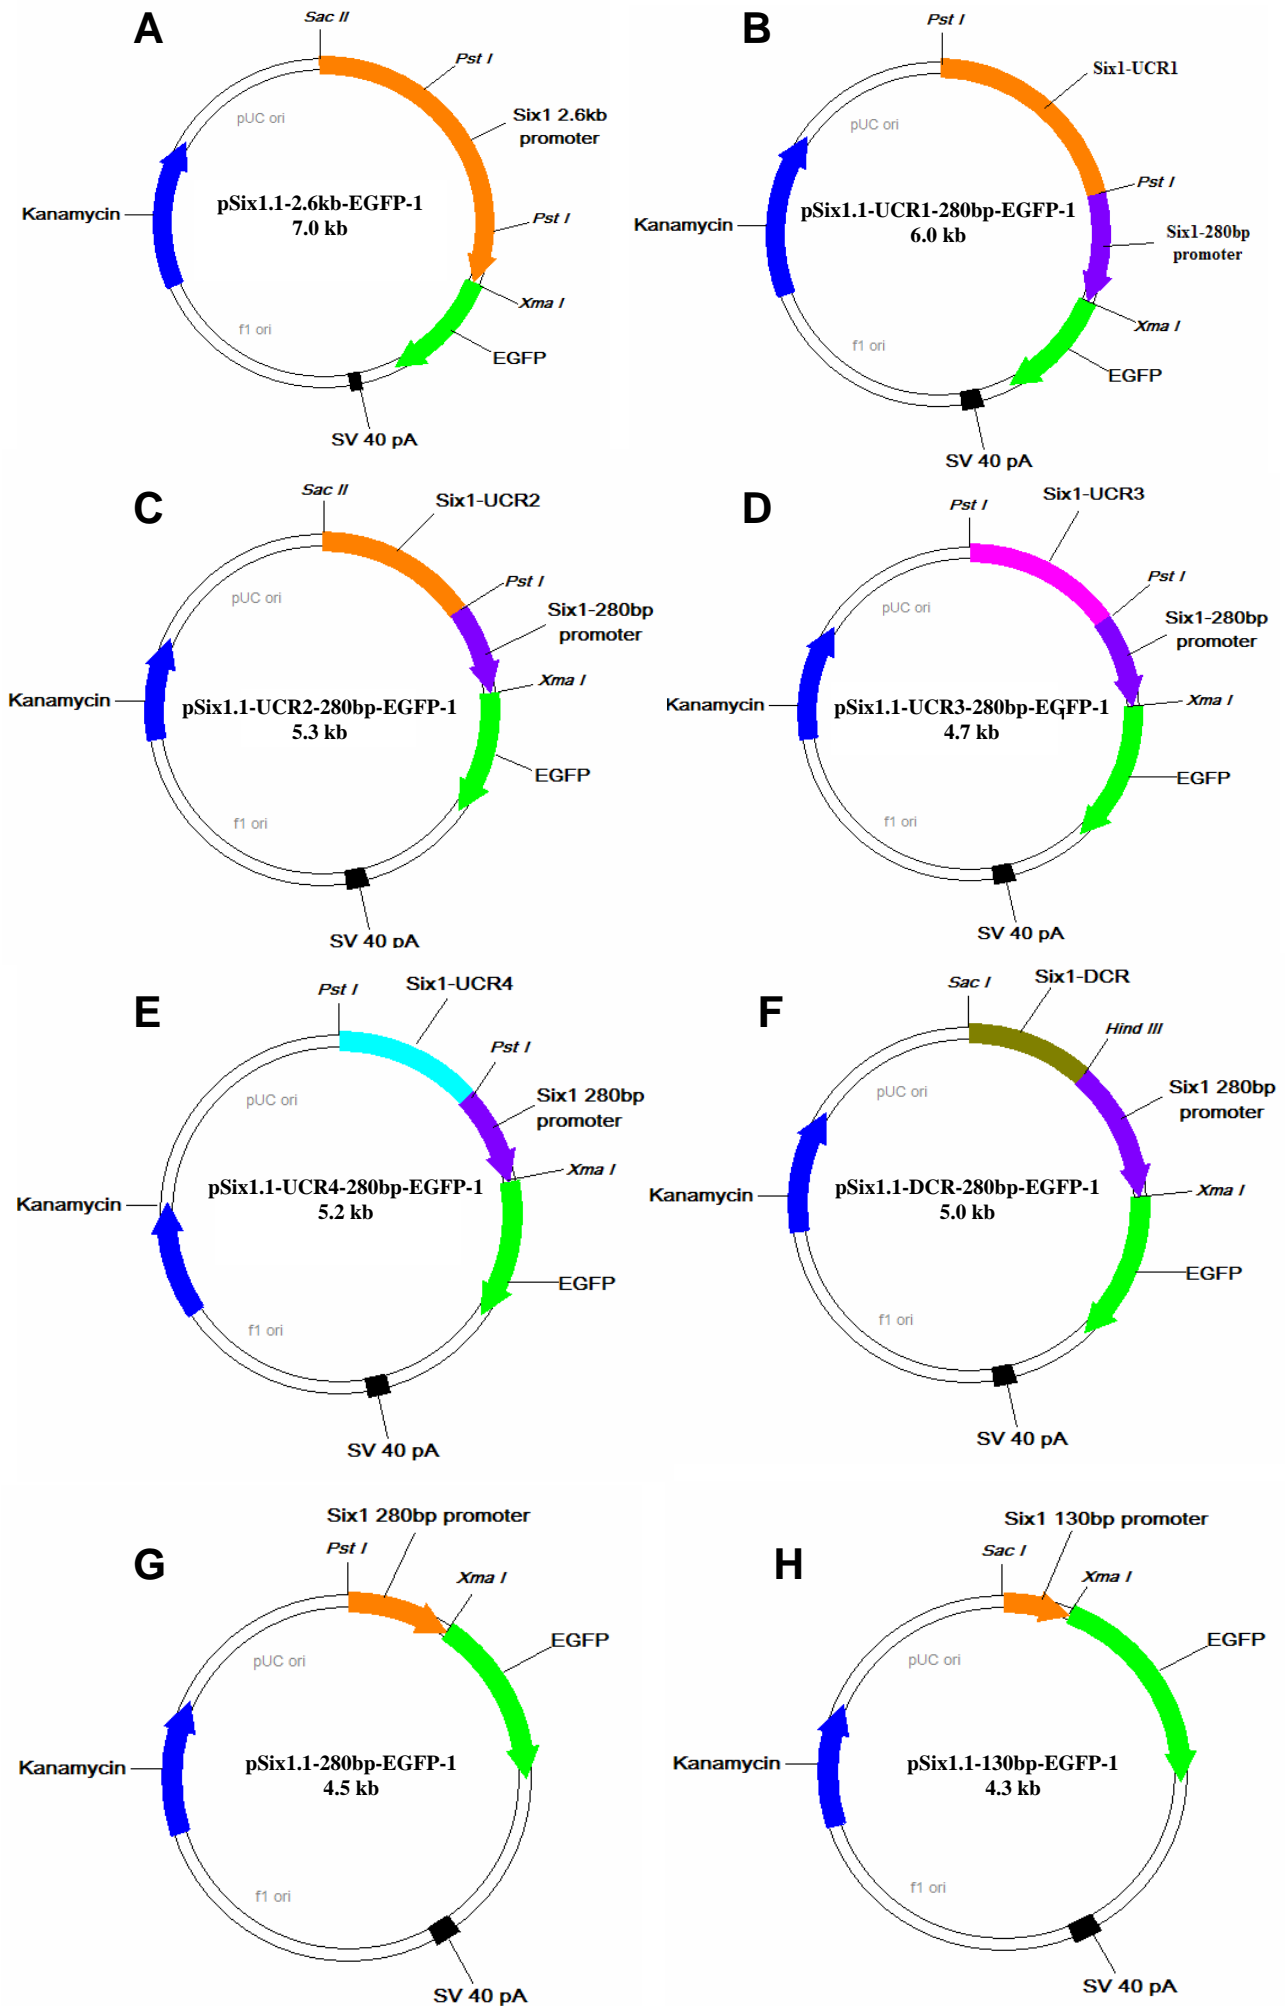 A
Sac II
Pst I
Six1 2.6kb
promoter
pUC ori
Kanamycin
pSix1.1-2.6kb-EGFP-1
7.0 kb
Pst I
Xma I
f1 ori
EGFP
SV 40 pA
B
Pst I
Six1-UCR1
pUC ori
Pst I
Kanamycin
pSix1.1-UCR1-280bp-EGFP-1
6.0 kb
Six1-280bp
promoter
Xma I
f1 ori
EGFP
SV 40 pA
C
Sac II
Six1-UCR2
Pst I
pUC ori
Six1-280bp
promoter
Xma I
Kanamycin
pSix1.1-UCR2-280bp-EGFP-1
5.3 kb
EGFP
f1 ori
SV 40 pA
D
Pst I
Six1-UCR3
Pst I
pUC ori
Six1-280bp
promoter
Xma I
Kanamycin
pSix1.1-UCR3-280bp-EGFP-1
4.7 kb
EGFP
f1 ori
SV 40 pA
E
Pst I
Six1-UCR4
Pst I
pUC ori
Six1 280bp
promoter
Xma I
Kanamycin
pSix1.1-UCR4-280bp-EGFP-1
5.2 kb
EGFP
f1 ori
SV 40 pA
F
Sac I
Six1-DCR
Hind III
pUC ori
Six1 280bp
promoter
Xma I
Kanamycin
pSix1.1-DCR-280bp-EGFP-1
5.0 kb
EGFP
f1 ori
SV 40 pA
G
Six1 280bp promoter
Pst I
Xma I
EGFP
pUC ori
Kanamycin
pSix1.1-280bp-EGFP-1
4.5 kb
f1 ori
SV 40 pA
H
Six1 130bp promoter
Sac I
Xma I
EGFP
pUC ori
Kanamycin
pSix1.1-130bp-EGFP-1
4.3 kb
f1 ori
SV 40 pA